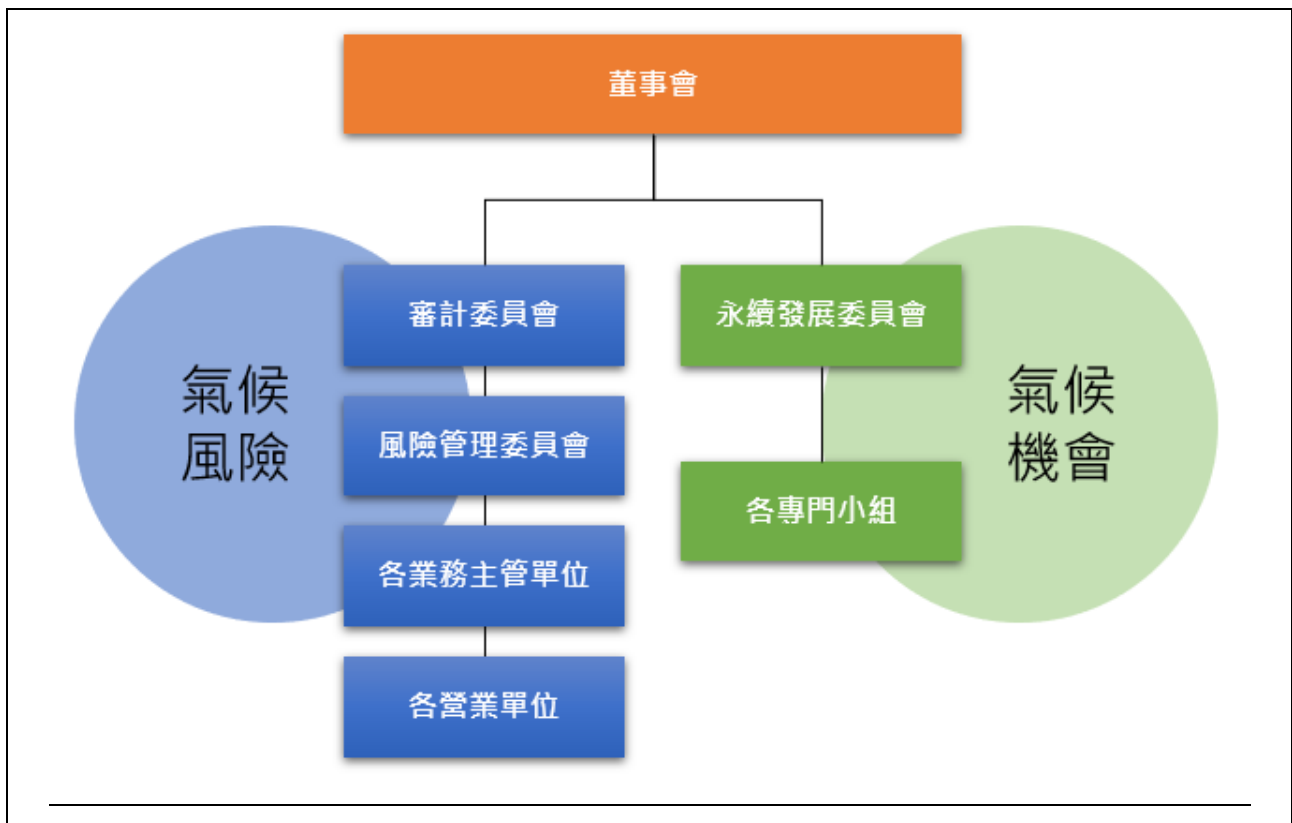 董事會
氣候
風險
審計委員會
風險管理委員會
各業務主管單位
各營業單位
永續發展委員會
各專門小組
氣候
機會